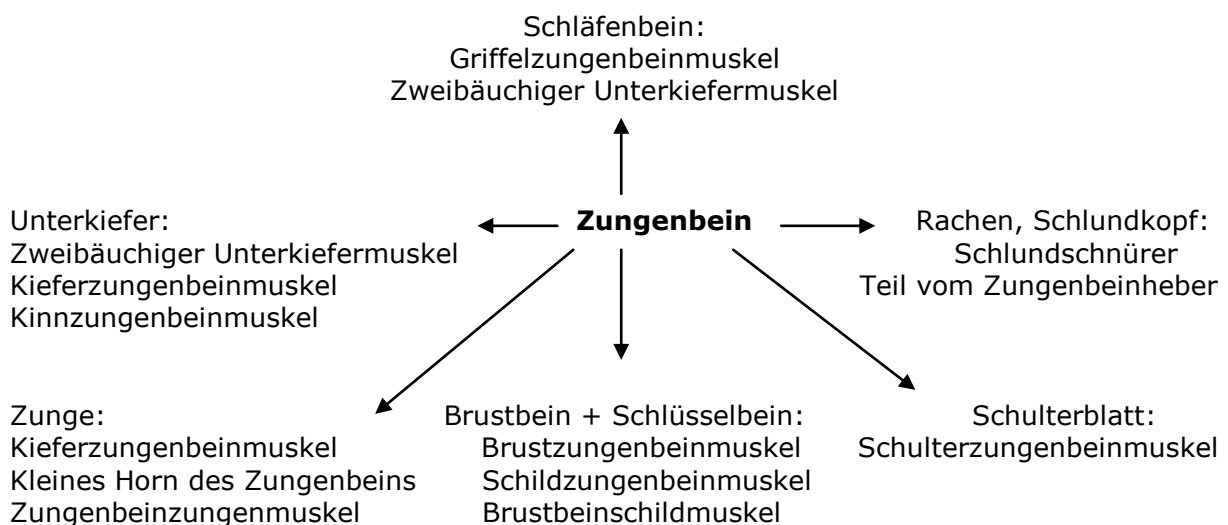 Schläfenbein:
Griffelzungenbeinmuskel
Zweibäuchiger Unterkiefermuskel
Zungenbein
Unterkiefer:
Zweibäuchiger Unterkiefermuskel
Kieferzungenbeinmuskel
Kinnzungenbeinmuskel
Rachen, Schlundkopf:
Schlundschnürer
Teil vom Zungenbeinheber
Zunge:
Kieferzungenbeinmuskel
Kleines Horn des Zungenbeins
Zungenbeinzungenmuskel
Brustbein + Schlüsselbein:
Brustzungenbeinmuskel
Schildzungenbeinmuskel
Brustbeinschildmuskel
Schulterblatt:
Schulterzungenbeinmuskel